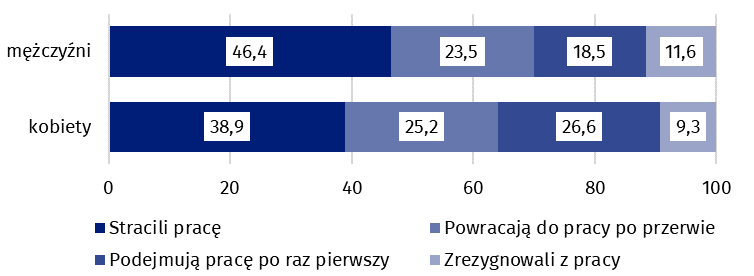 mężczyźni 46,4 23,5 18,5 11,6
kobiety 38,9 25,2 26,6 9,3
0 20 40 60 80 100
Stracili pracę Powracają do pracy po przerwie
Podejmują pracę po raz pierwszy Zrezygnowali z pracy